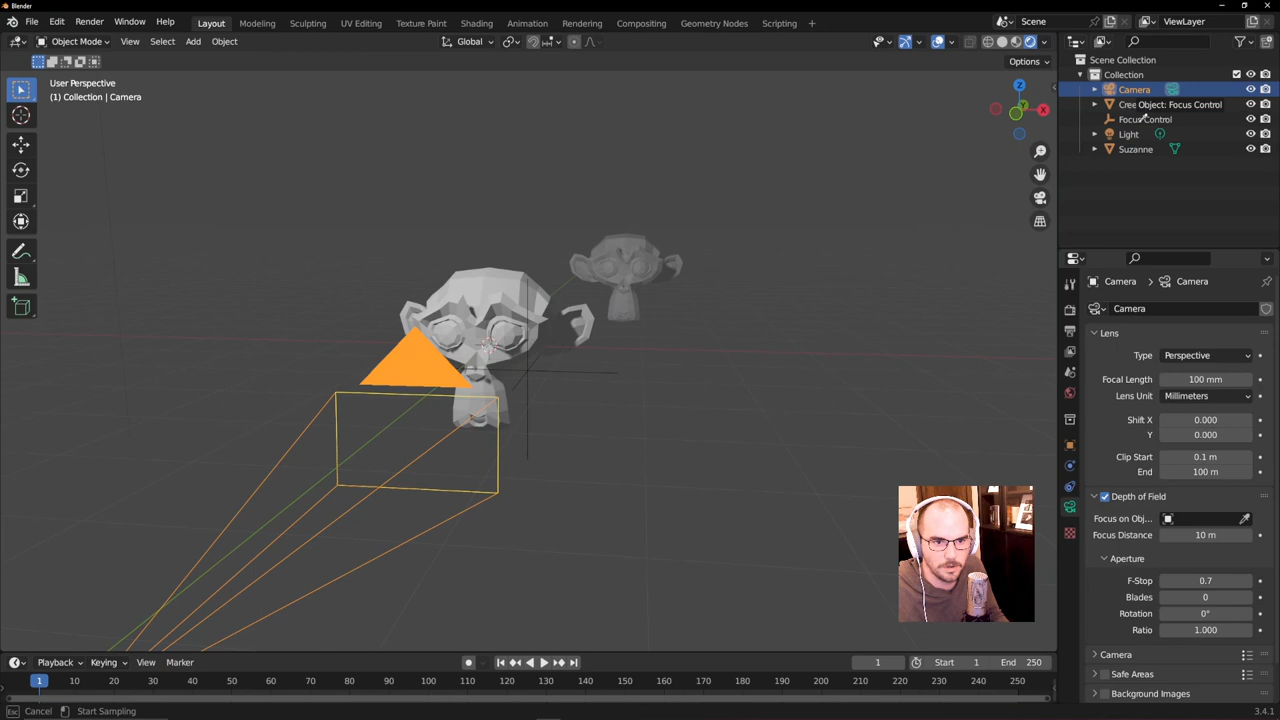 Blender
File Edit Render Window Help Layout Modeling Sculpting UV Editing Texture Paint Shading Animation Rendering Compositing Geometry Nodes Scripting + Scene ViewLayer
Object Mode View Select Add Object Global
Options
User Perspective
(1) Collection | Camera
Z
Y
X
Scene Collection
Collection
Camera
Cree Object: Focus Control
Focus Control
Light
Suzanne
Camera > Camera
Camera
Lens
Type Perspective
Focal Length 100 mm
Lens Unit Millimeters
Shift X 0.000
Y 0.000
Clip Start 0.1 m
End 100 m
Depth of Field
Focus on Obj...
Focus Distance 10 m
Aperture
F-Stop 0.7
Blades 0
Rotation 0°
Ratio 1.000
Camera
Safe Areas
Background Images
Playback Keying View Marker 1 Start 1 End 250
1 10 20 30 40 50 60 70 80 90 100 110 120 130 140 150 160 170 180 190 200 210 220 230 240 250
Esc Cancel Start Sampling 3.4.1